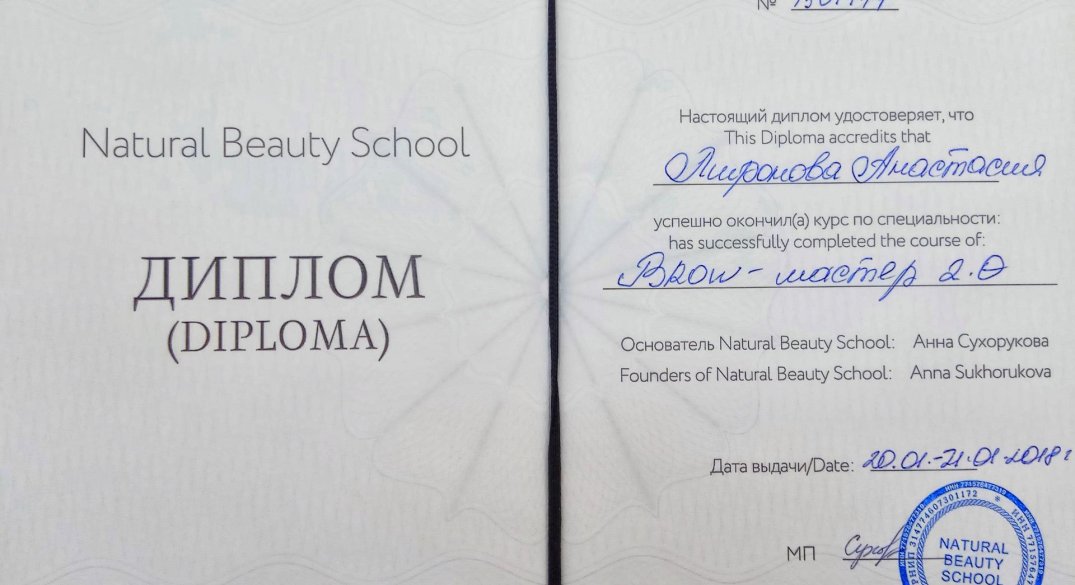 Natural Beauty School
ДИПЛОМ
(DIPLOMA)
№
Настоящий диплом удостоверяет, что
This Diploma accredits that
Анастасия
успешно окончил(а) курс по специальности:
has successfully completed the course of:
Brow-мастер 2.0
Основатель Natural Beauty School: Анна Сухорукова
Founders of Natural Beauty School: Anna Sukhorukova
Дата выдачи/Date: 20.01.-21.01.2018г
МП
NATURAL
BEAUTY
SCHOOL